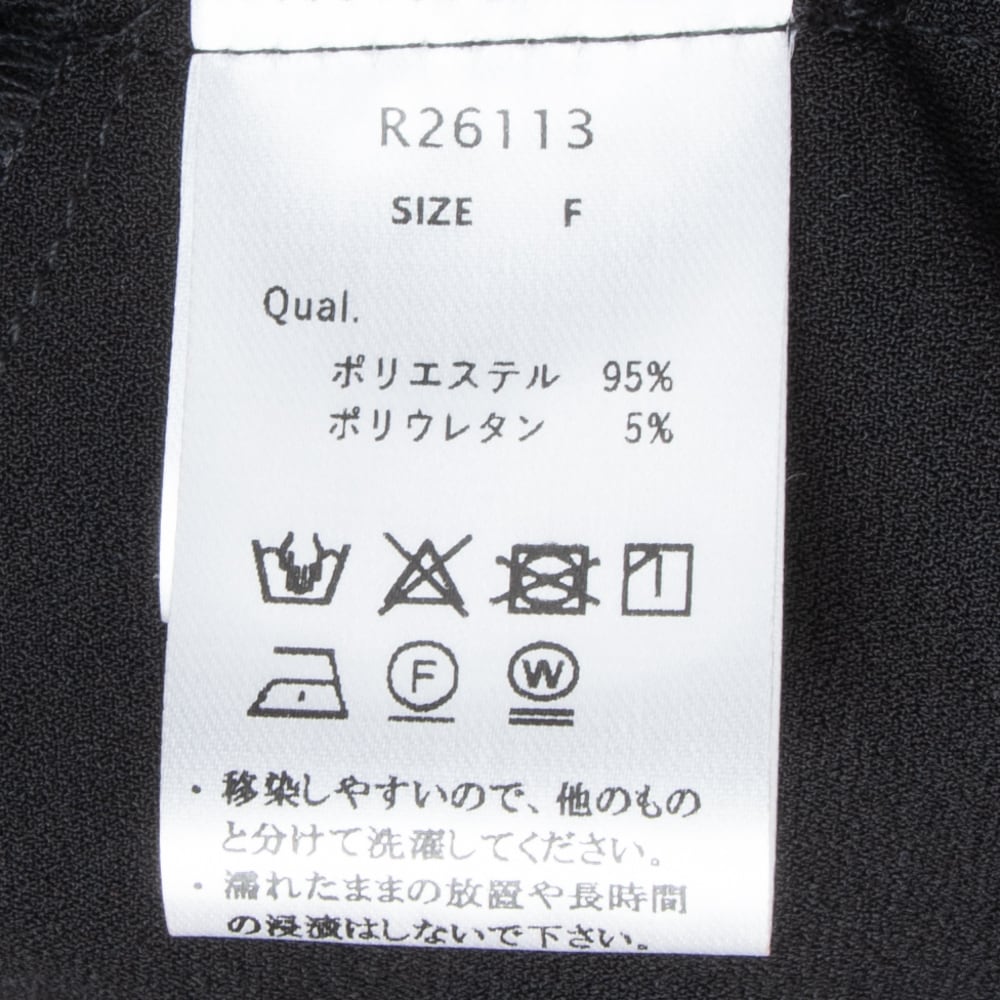 R26113
SIZE F
Qual.
ポリエステル 95%
ポリウレタン 5%
F W
・移染しやすいので、他のもの
と分けて洗濯してください。
・濡れたままの放置や長時間
の浸漬はしないで下さい。